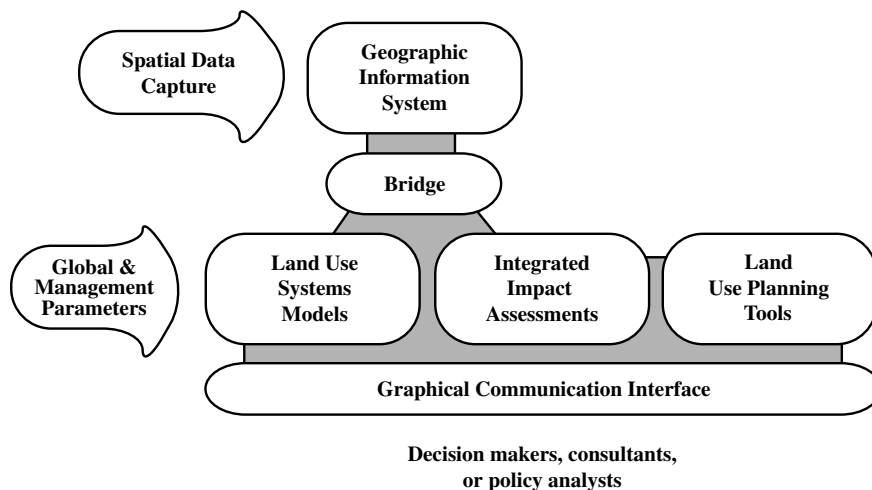 Spatial Data
Capture
Geographic
Information
System
Bridge
Global &
Management
Parameters
Land Use
Systems
Models
Integrated
Impact
Assessments
Land
Use Planning
Tools
Graphical Communication Interface
Decision makers, consultants,
or policy analysts